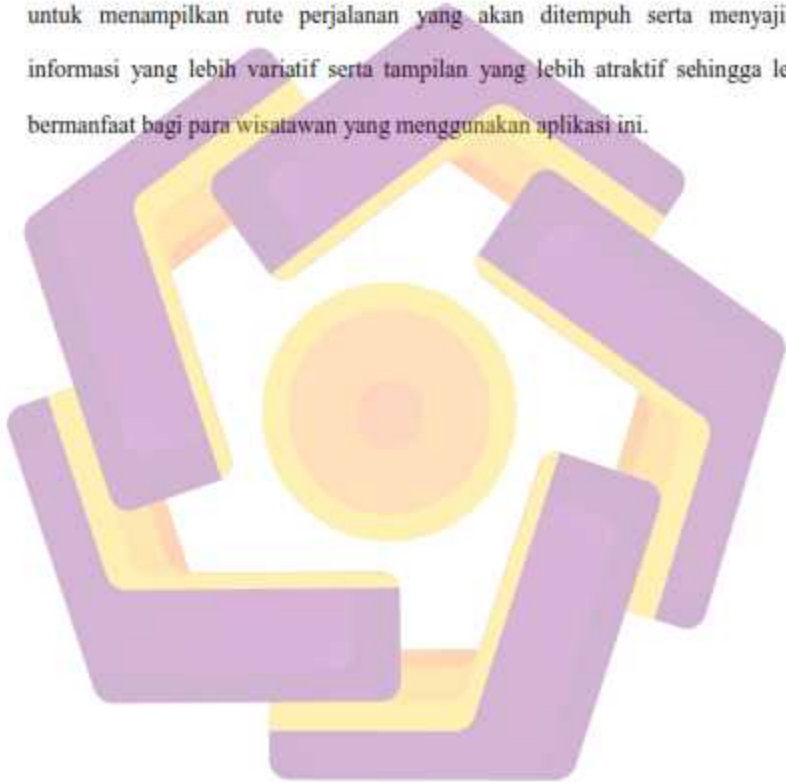 untuk menampilkan rute perjalanan yang akan ditempuh serta menyaji
informasi yang lebih variatif serta tampilan yang lebih atraktif sehingga le
bermanfaat bagi para wisatawan yang menggunakan aplikasi ini.